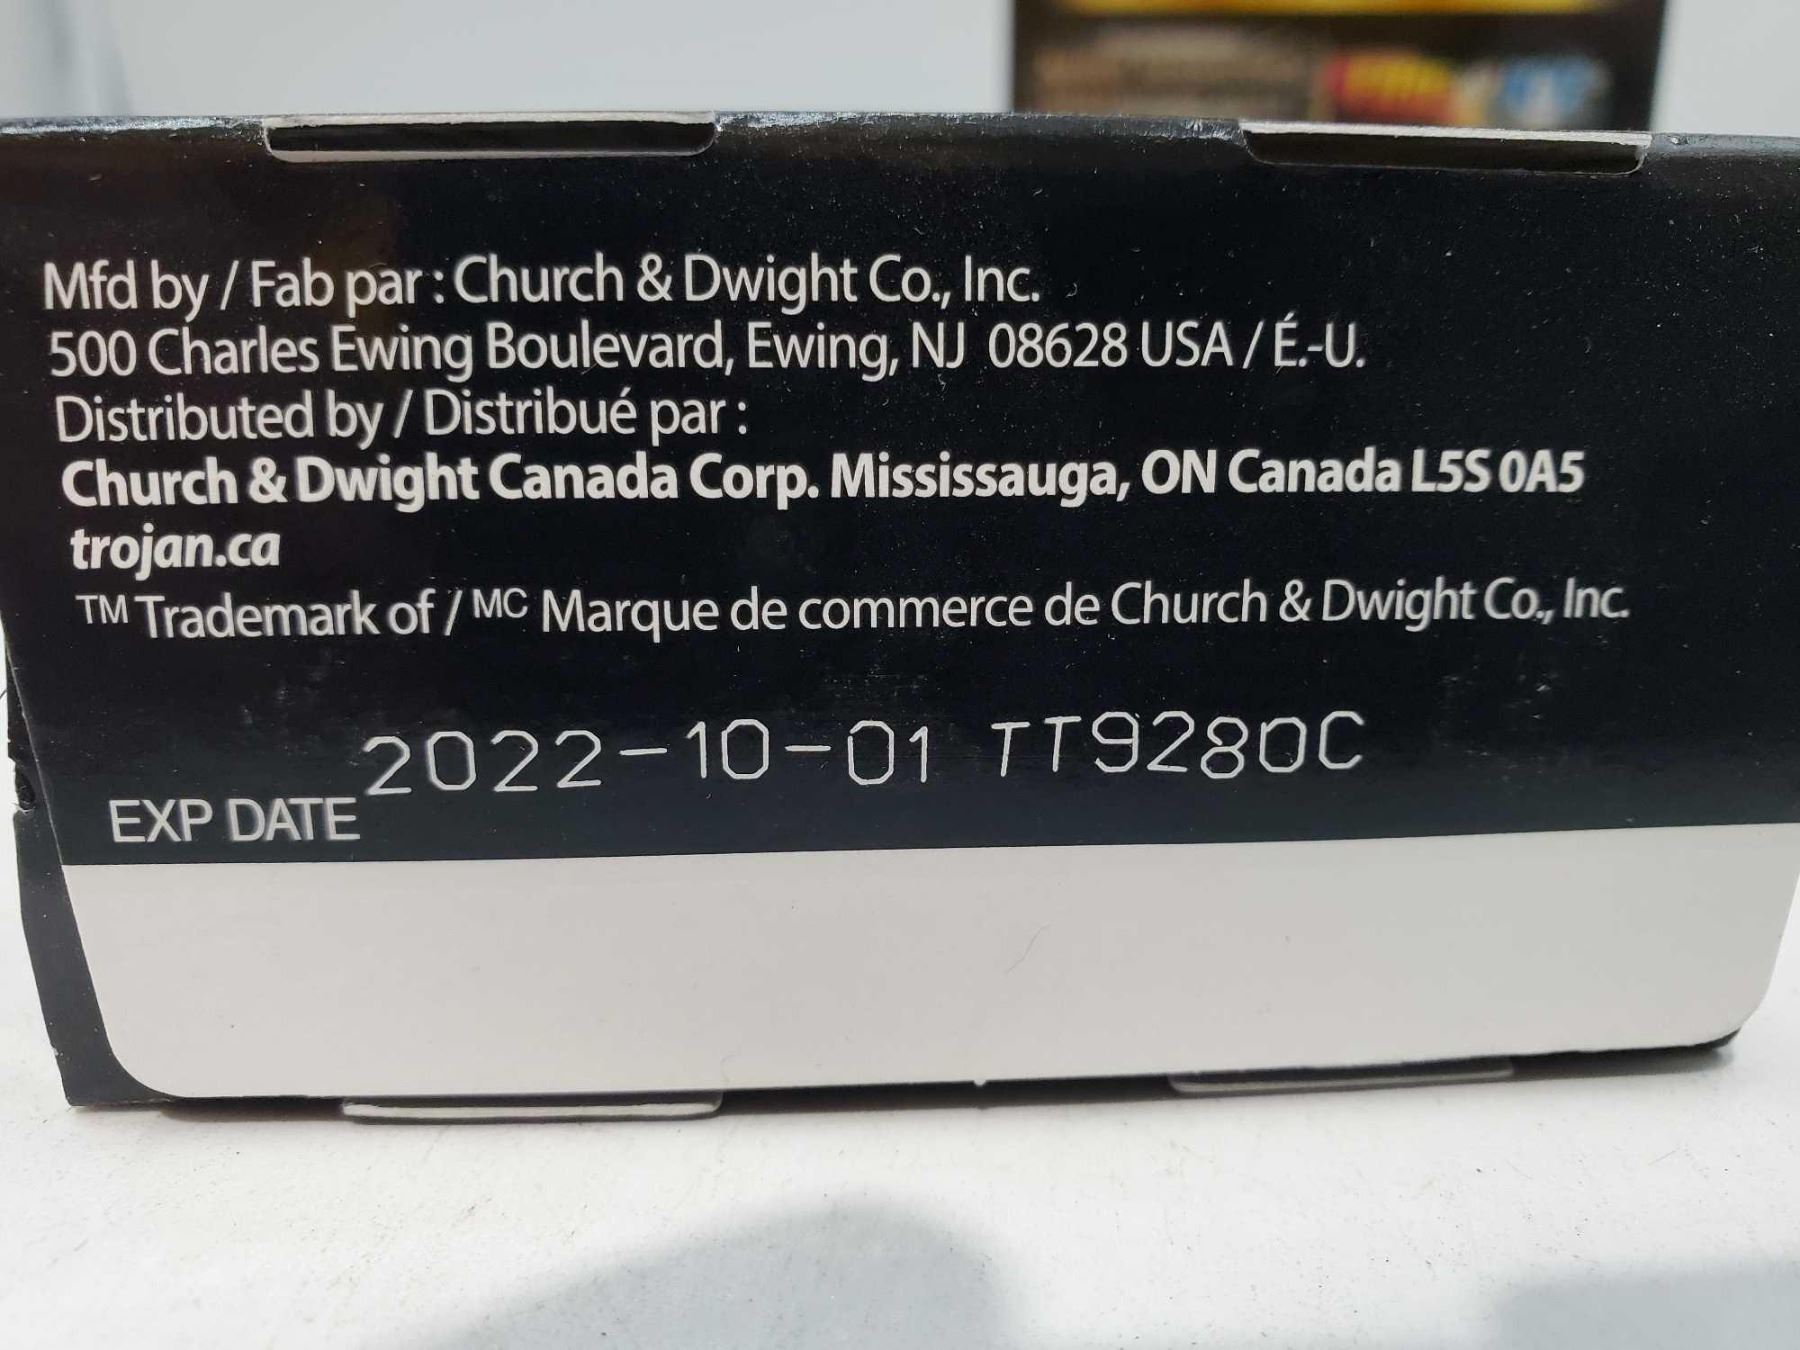 Mfd by / Fab par : Church & Dwight Co., Inc.
500 Charles Ewing Boulevard, Ewing, NJ 08628 USA / É.-U.
Distributed by / Distribué par :
Church & Dwight Canada Corp. Mississauga, ON Canada L5S 0A5
trojan.ca
™ Trademark of / MC Marque de commerce de Church & Dwight Co., Inc.
2022-10-01 TT9280C
EXP DATE